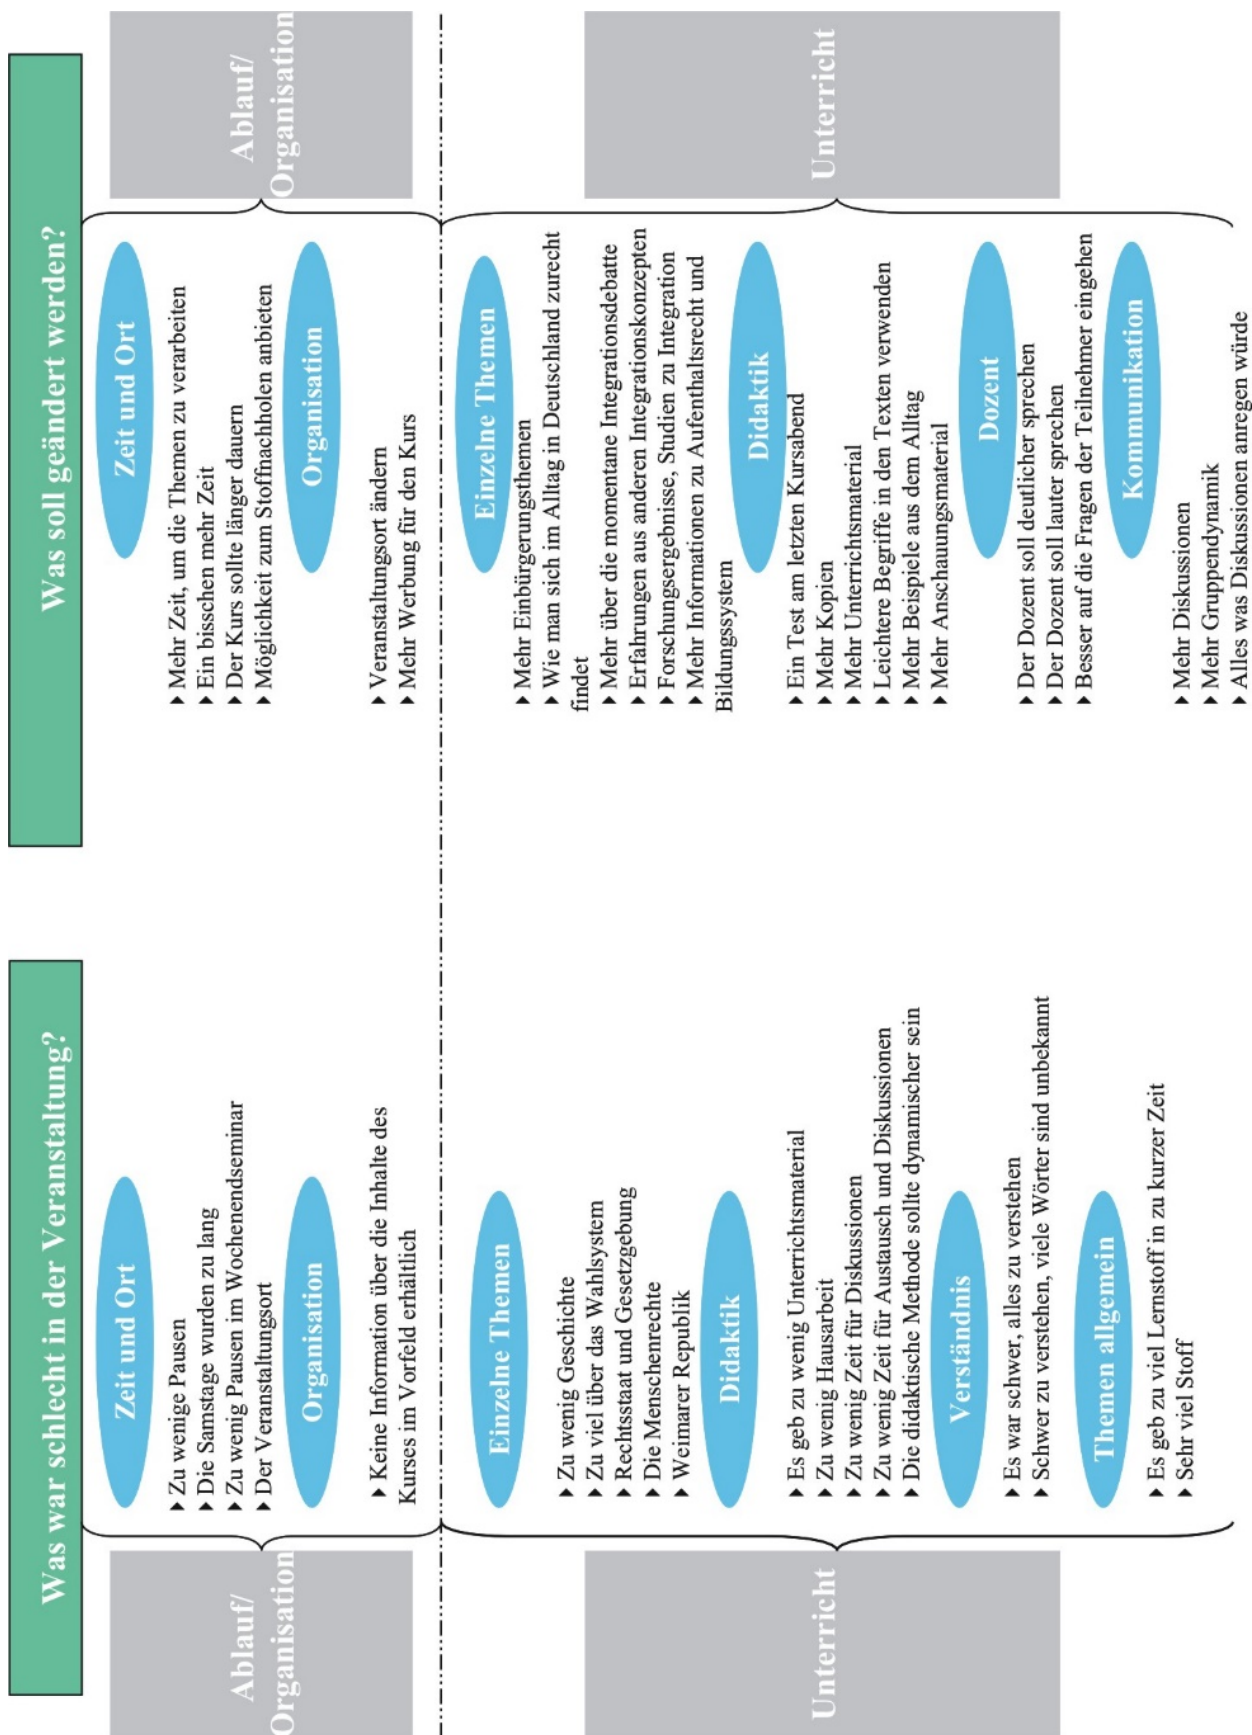 Was war schlecht in der Veranstaltung?
Ablauf/
Organisation
Zeit und Ort
▸ Zu wenige Pausen
▸ Die Samstage wurden zu lang
▸ Zu wenig Pausen im Wochenendseminar
▸ Der Veranstaltungsort
Organisation
▸ Keine Information über die Inhalte des
Kurses im Vorfeld erhältlich
Unterricht
Einzelne Themen
▸ Zu wenig Geschichte
▸ Zu viel über das Wahlsystem
▸ Rechtsstaat und Gesetzgebung
▸ Die Menschenrechte
▸ Weimarer Republik
Didaktik
▸ Es geb zu wenig Unterrichtsmaterial
▸ Zu wenig Hausarbeit
▸ Zu wenig Zeit für Diskussionen
▸ Zu wenig Zeit für Austausch und Diskussionen
▸ Die didaktische Methode sollte dynamischer sein
Verständnis
▸ Es war schwer, alles zu verstehen
▸ Schwer zu verstehen, viele Wörter sind unbekannt
Themen allgemein
▸ Es geb zu viel Lernstoff in zu kurzer Zeit
▸ Sehr viel Stoff
Was soll geändert werden?
Zeit und Ort
▸ Mehr Zeit, um die Themen zu verarbeiten
▸ Ein bisschen mehr Zeit
▸ Der Kurs sollte länger dauern
▸ Möglichkeit zum Stoffnachholen anbieten
Organisation
▸ Veranstaltungsort ändern
▸ Mehr Werbung für den Kurs
Ablauf/
Organisation
Einzelne Themen
▸ Mehr Einbürgerungsthemen
▸ Wie man sich im Alltag in Deutschland zurecht
findet
▸ Mehr über die momentane Integrationsdebatte
▸ Erfahrungen aus anderen Integrationskonzepten
▸ Forschungsergebnisse, Studien zu Integration
▸ Mehr Informationen zu Aufenthaltsrecht und
Bildungssystem
Didaktik
▸ Ein Test am letzten Kursabend
▸ Mehr Kopien
▸ Mehr Unterrichtsmaterial
▸ Leichtere Begriffe in den Texten verwenden
▸ Mehr Beispiele aus dem Alltag
▸ Mehr Anschauungsmaterial
Dozent
▸ Der Dozent soll deutlicher sprechen
▸ Der Dozent soll lauter sprechen
▸ Besser auf die Fragen der Teilnehmer eingehen
Kommunikation
▸ Mehr Diskussionen
▸ Mehr Gruppendynamik
▸ Alles was Diskussionen anregen würde
Unterricht